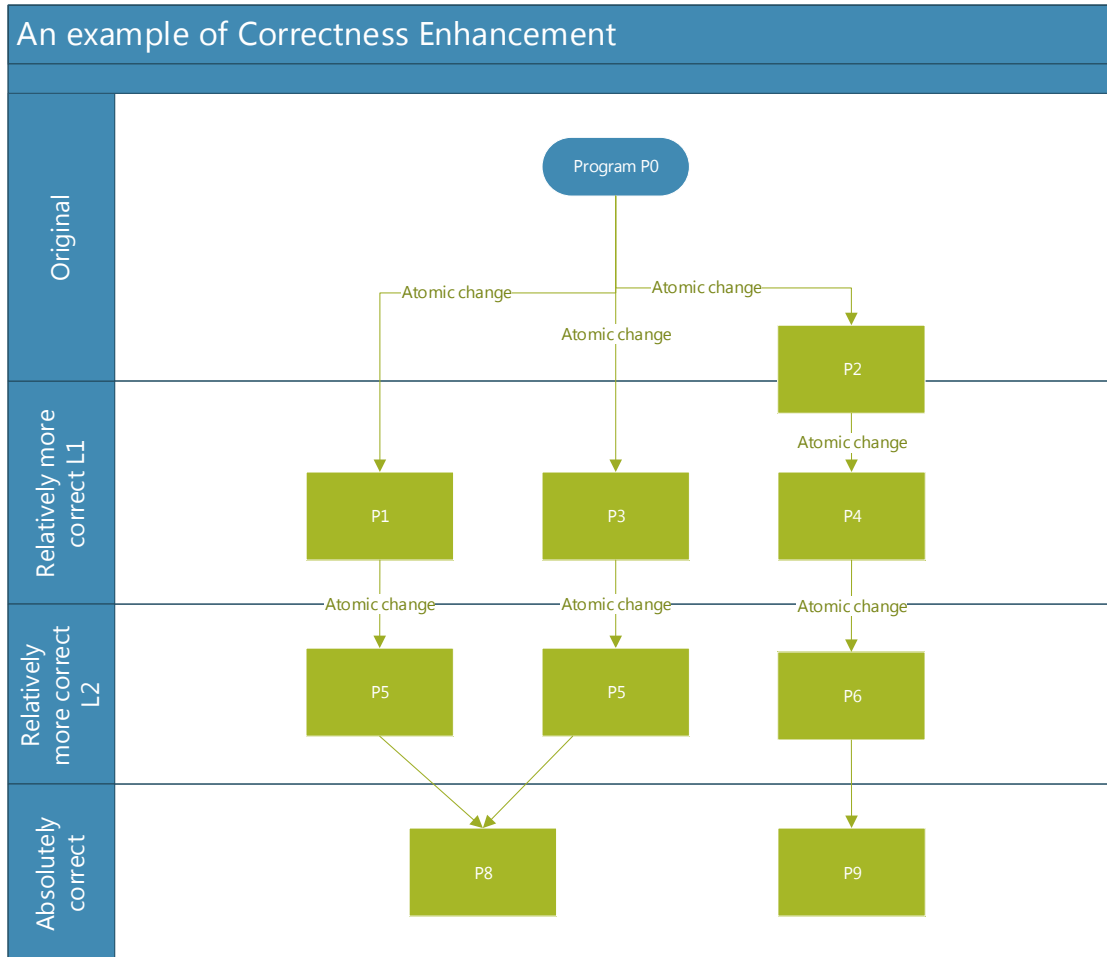 An example of Correctness Enhancement
Original
Program P0
Atomic change
Atomic change
Atomic change
P2
Relatively more
correct L1
Atomic change
P1
P3
P4
Atomic change
Atomic change
Atomic change
Relatively
more correct
L2
P5
P5
P6
Absolutely
correct
P8
P9